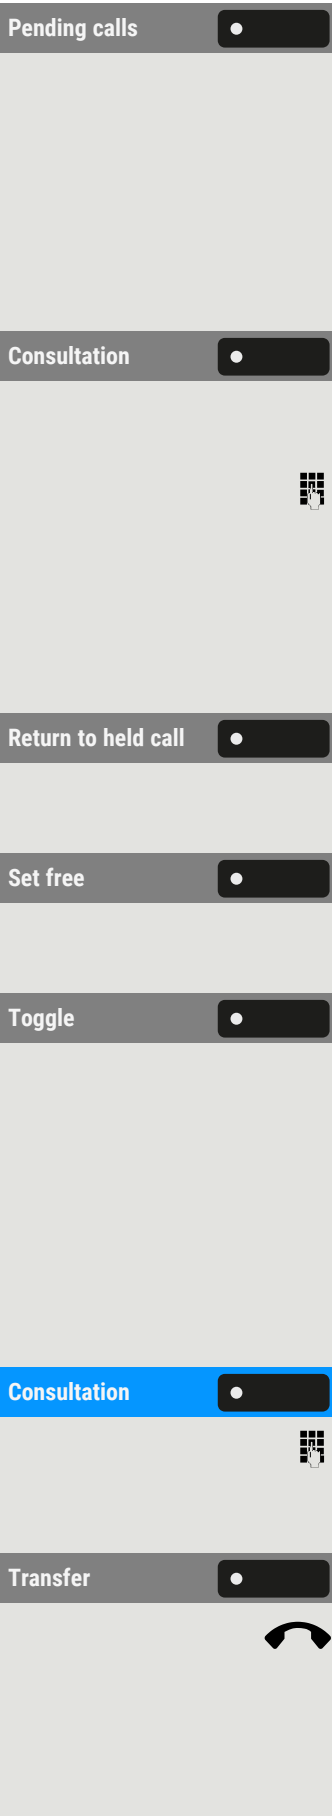 Pending calls
Consultation
Return to held call
Set free
Toggle
Consultation
Transfer